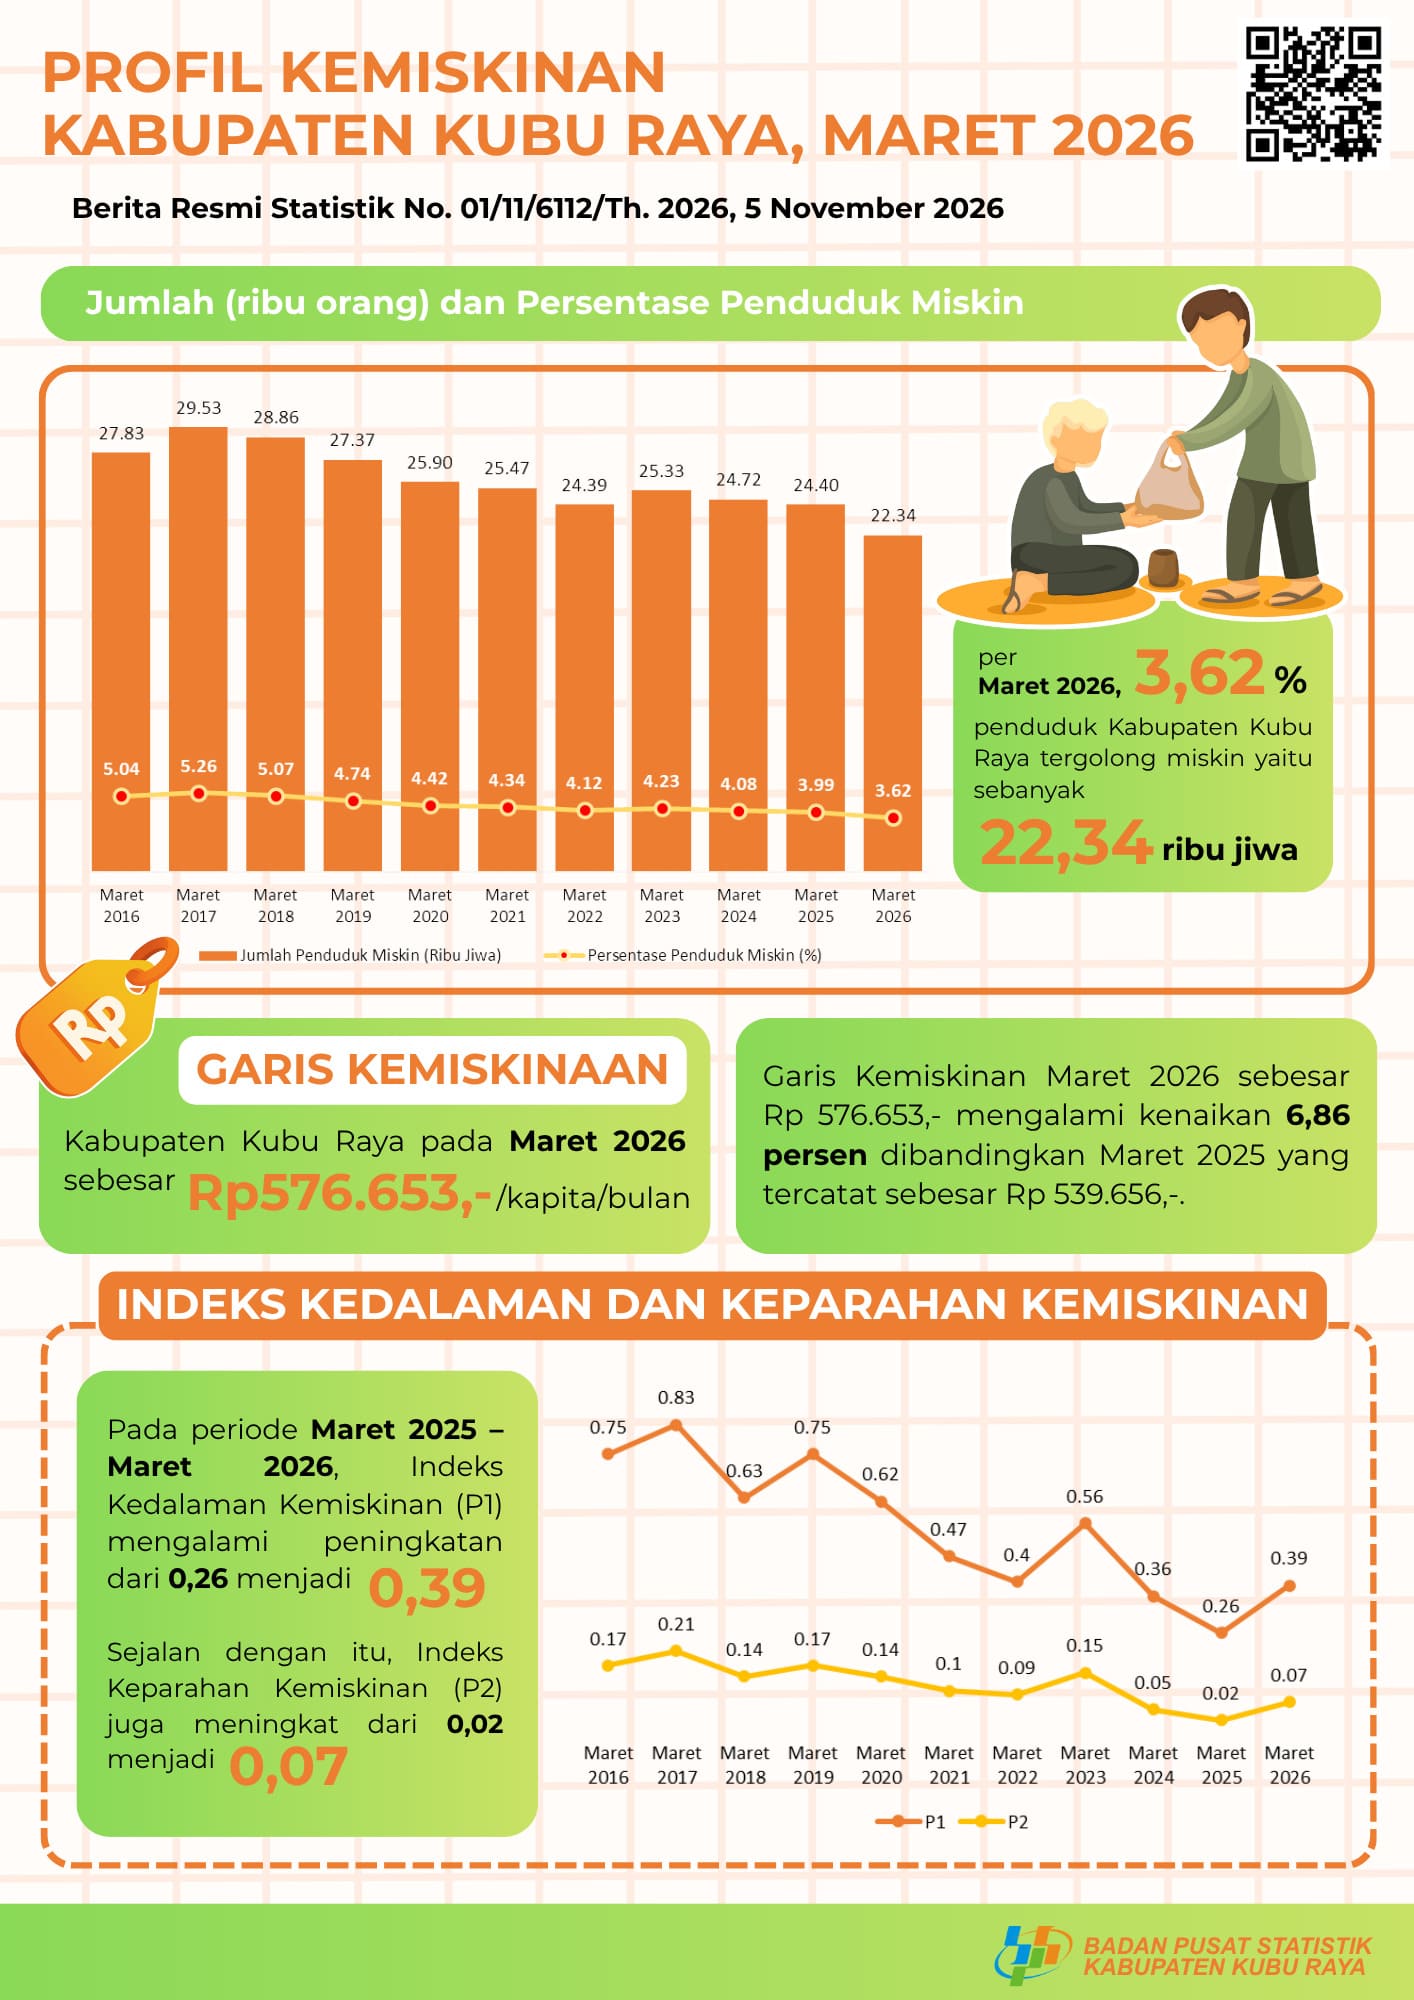 PROFIL KEMISKINAN
KABUPATEN KUBU RAYA, MARET 2026
Berita Resmi Statistik No. 01/11/6112/Th. 2026, 5 November 2026
Jumlah (ribu orang) dan Persentase Penduduk Miskin
27.83 29.53 28.86 27.37 25.90 25.47 24.39 25.33 24.72 24.40 22.34
5.04 5.26 5.07 4.74 4.42 4.34 4.12 4.23 4.08 3.99 3.62
Maret Maret Maret Maret Maret Maret Maret Maret Maret Maret Maret
2016 2017 2018 2019 2020 2021 2022 2023 2024 2025 2026
Jumlah Penduduk Miskin (Ribu Jiwa) Persentase Penduduk Miskin (%)
per
Maret 2026, 3,62 %
penduduk Kabupaten Kubu
Raya tergolong miskin yaitu
sebanyak
22,34 ribu jiwa
Rp
GARIS KEMISKINAAN
Kabupaten Kubu Raya pada Maret 2026
sebesar Rp576.653,-/kapita/bulan
Garis Kemiskinan Maret 2026 sebesar
Rp 576.653,- mengalami kenaikan 6,86
persen dibandingkan Maret 2025 yang
tercatat sebesar Rp 539.656,-.
INDEKS KEDALAMAN DAN KEPARAHAN KEMISKINAN
Pada periode Maret 2025 –
Maret 2026, Indeks
Kedalaman Kemiskinan (P1)
mengalami peningkatan
dari 0,26 menjadi 0,39
Sejalan dengan itu, Indeks
Keparahan Kemiskinan (P2)
juga meningkat dari 0,02
menjadi 0,07
0.75 0.83 0.63 0.75 0.62 0.47 0.4 0.56 0.36 0.26 0.39
0.17 0.21 0.14 0.17 0.14 0.1 0.09 0.15 0.05 0.02 0.07
Maret Maret Maret Maret Maret Maret Maret Maret Maret Maret Maret
2016 2017 2018 2019 2020 2021 2022 2023 2024 2025 2026
P1 P2
BADAN PUSAT STATISTIK
KABUPATEN KUBU RAYA